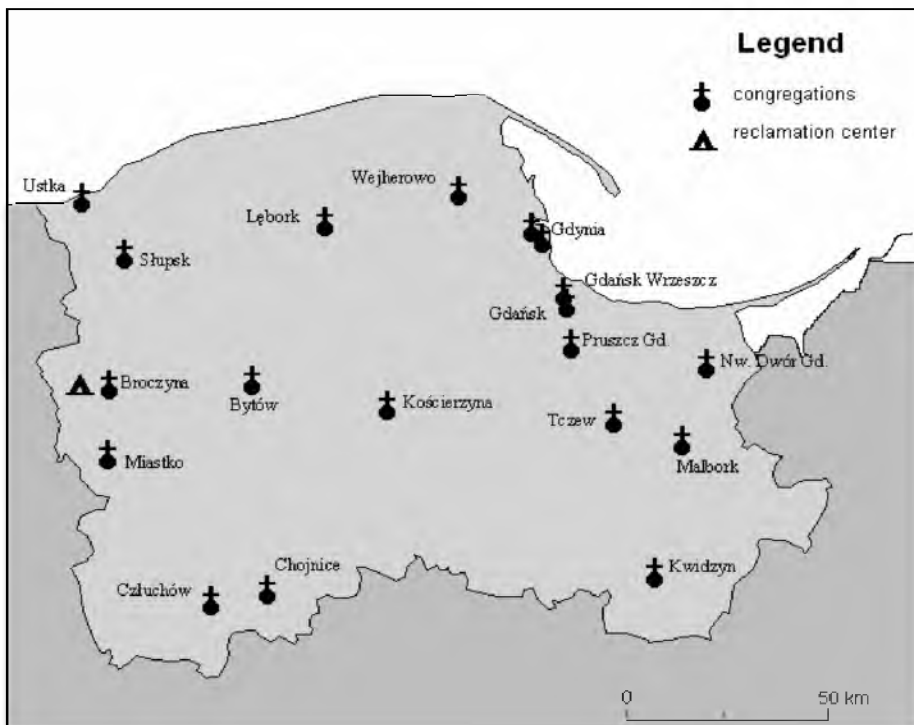 Legend
congregations
reclamation center
Ustka
Wejherowo
Lębork
Gdynia
Słupsk
Gdańsk Wrzeszcz
Gdańsk
Pruszcz Gd.
Nw. Dwór Gd.
Broczyna
Bytów
Kościerzyna
Tczew
Malbork
Miastko
Chojnice
Kwidzyn
Człuchów
0 50 km